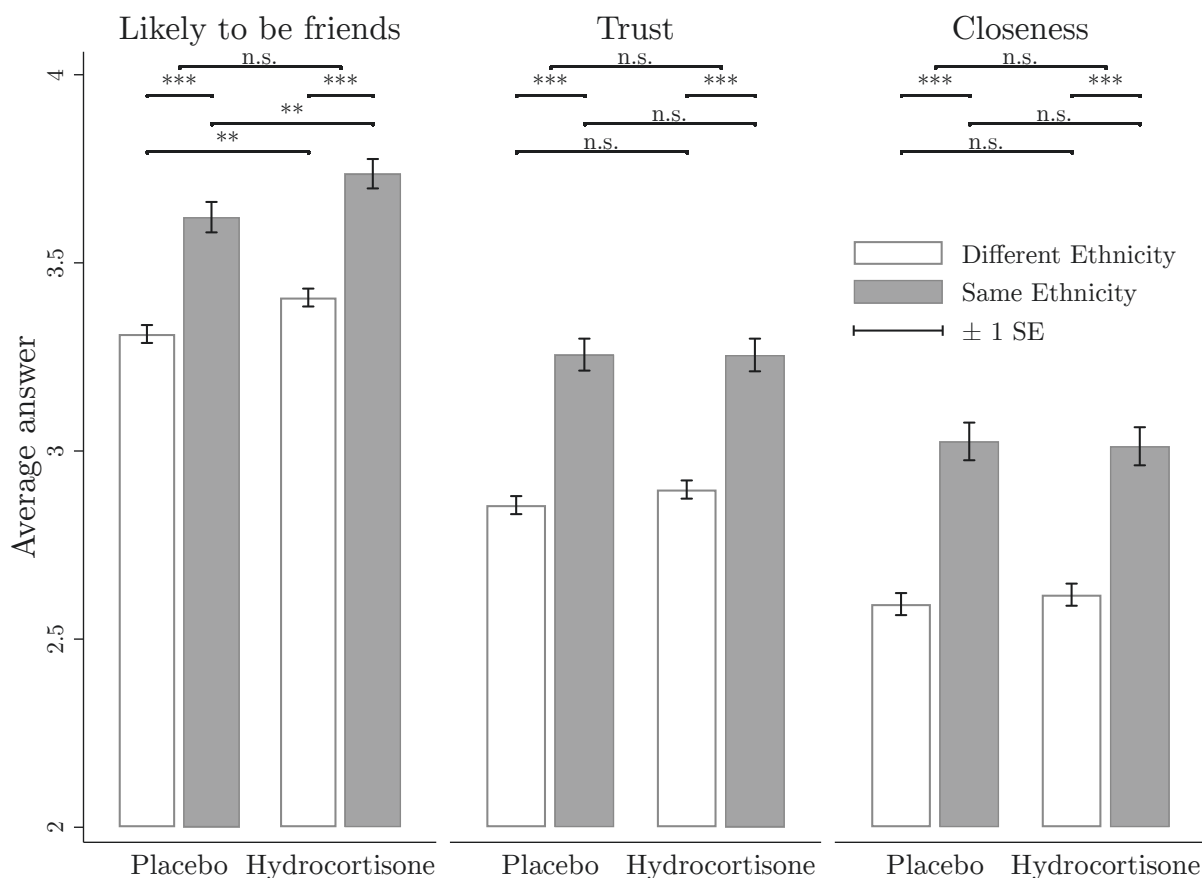 Likely to be friends
Trust
Closeness
n.s.
n.s.
n.s.
***
***
***
***
***
***
**
n.s.
n.s.
**
n.s.
n.s.
4
3.5
3
2.5
2
Average answer
Different Ethnicity
Same Ethnicity
± 1 SE
Placebo
Hydrocortisone
Placebo
Hydrocortisone
Placebo
Hydrocortisone